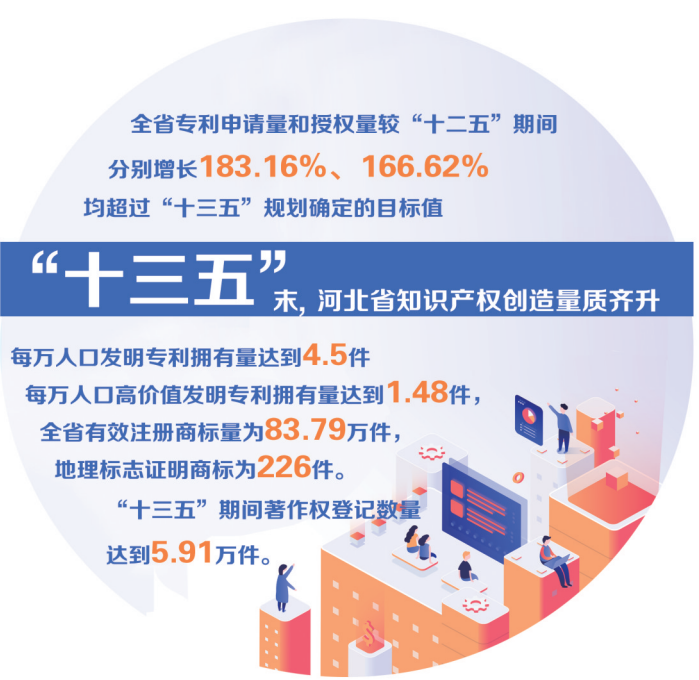 全省专利申请量和授权量较“十二五”期间
分别增长183.16%、166.62%
均超过“十三五”规划确定的目标值
“十三五”末,河北省知识产权创造量质齐升
每万人口发明专利拥有量达到4.5件
每万人口高价值发明专利拥有量达到1.48件，
全省有效注册商标量为83.79万件，
地理标志证明商标为226件。
“十三五”期间著作权登记数量
达到5.91万件。